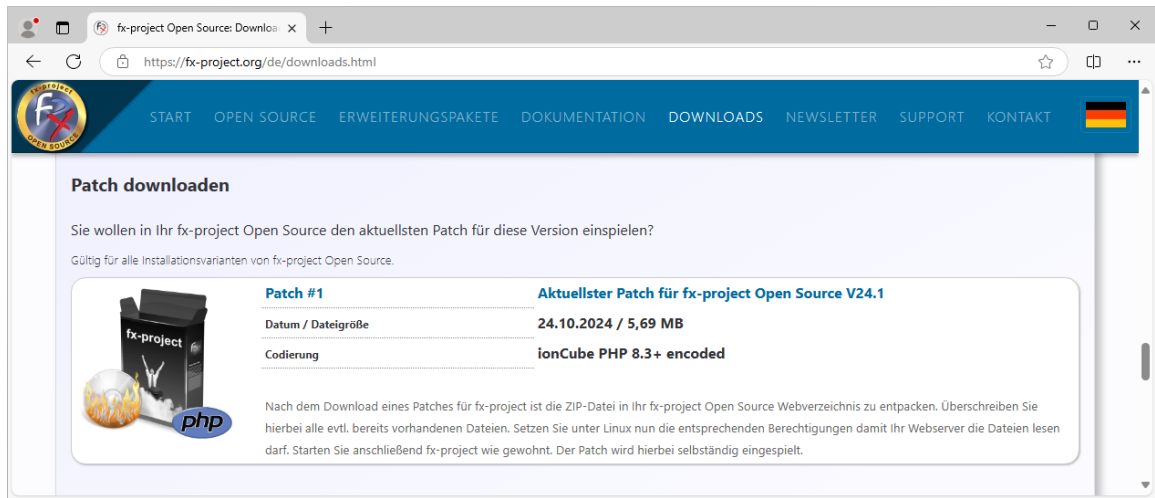 fx-project Open Source: Downloa
https://fx-project.org/de/downloads.html
fx-project
fx
OPEN SOURCE
START OPEN SOURCE ERWEITERUNGSPAKETE DOKUMENTATION DOWNLOADS NEWSLETTER SUPPORT KONTAKT
Patch downloaden
Sie wollen in Ihr fx-project Open Source den aktuellsten Patch für diese Version einspielen?
Gültig für alle Installationsvarianten von fx-project Open Source.
fx-project
php
Patch #1 Aktuellster Patch für fx-project Open Source V24.1
Datum / Dateigröße 24.10.2024 / 5,69 MB
Codierung ionCube PHP 8.3+ encoded
Nach dem Download eines Patches für fx-project ist die ZIP-Datei in Ihr fx-project Open Source Webverzeichnis zu entpacken. Überschreiben Sie
hierbei alle evtl. bereits vorhandenen Dateien. Setzen Sie unter Linux nun die entsprechenden Berechtigungen damit Ihr Webserver die Dateien lesen
darf. Starten Sie anschließend fx-project wie gewohnt. Der Patch wird hierbei selbständig eingespielt.